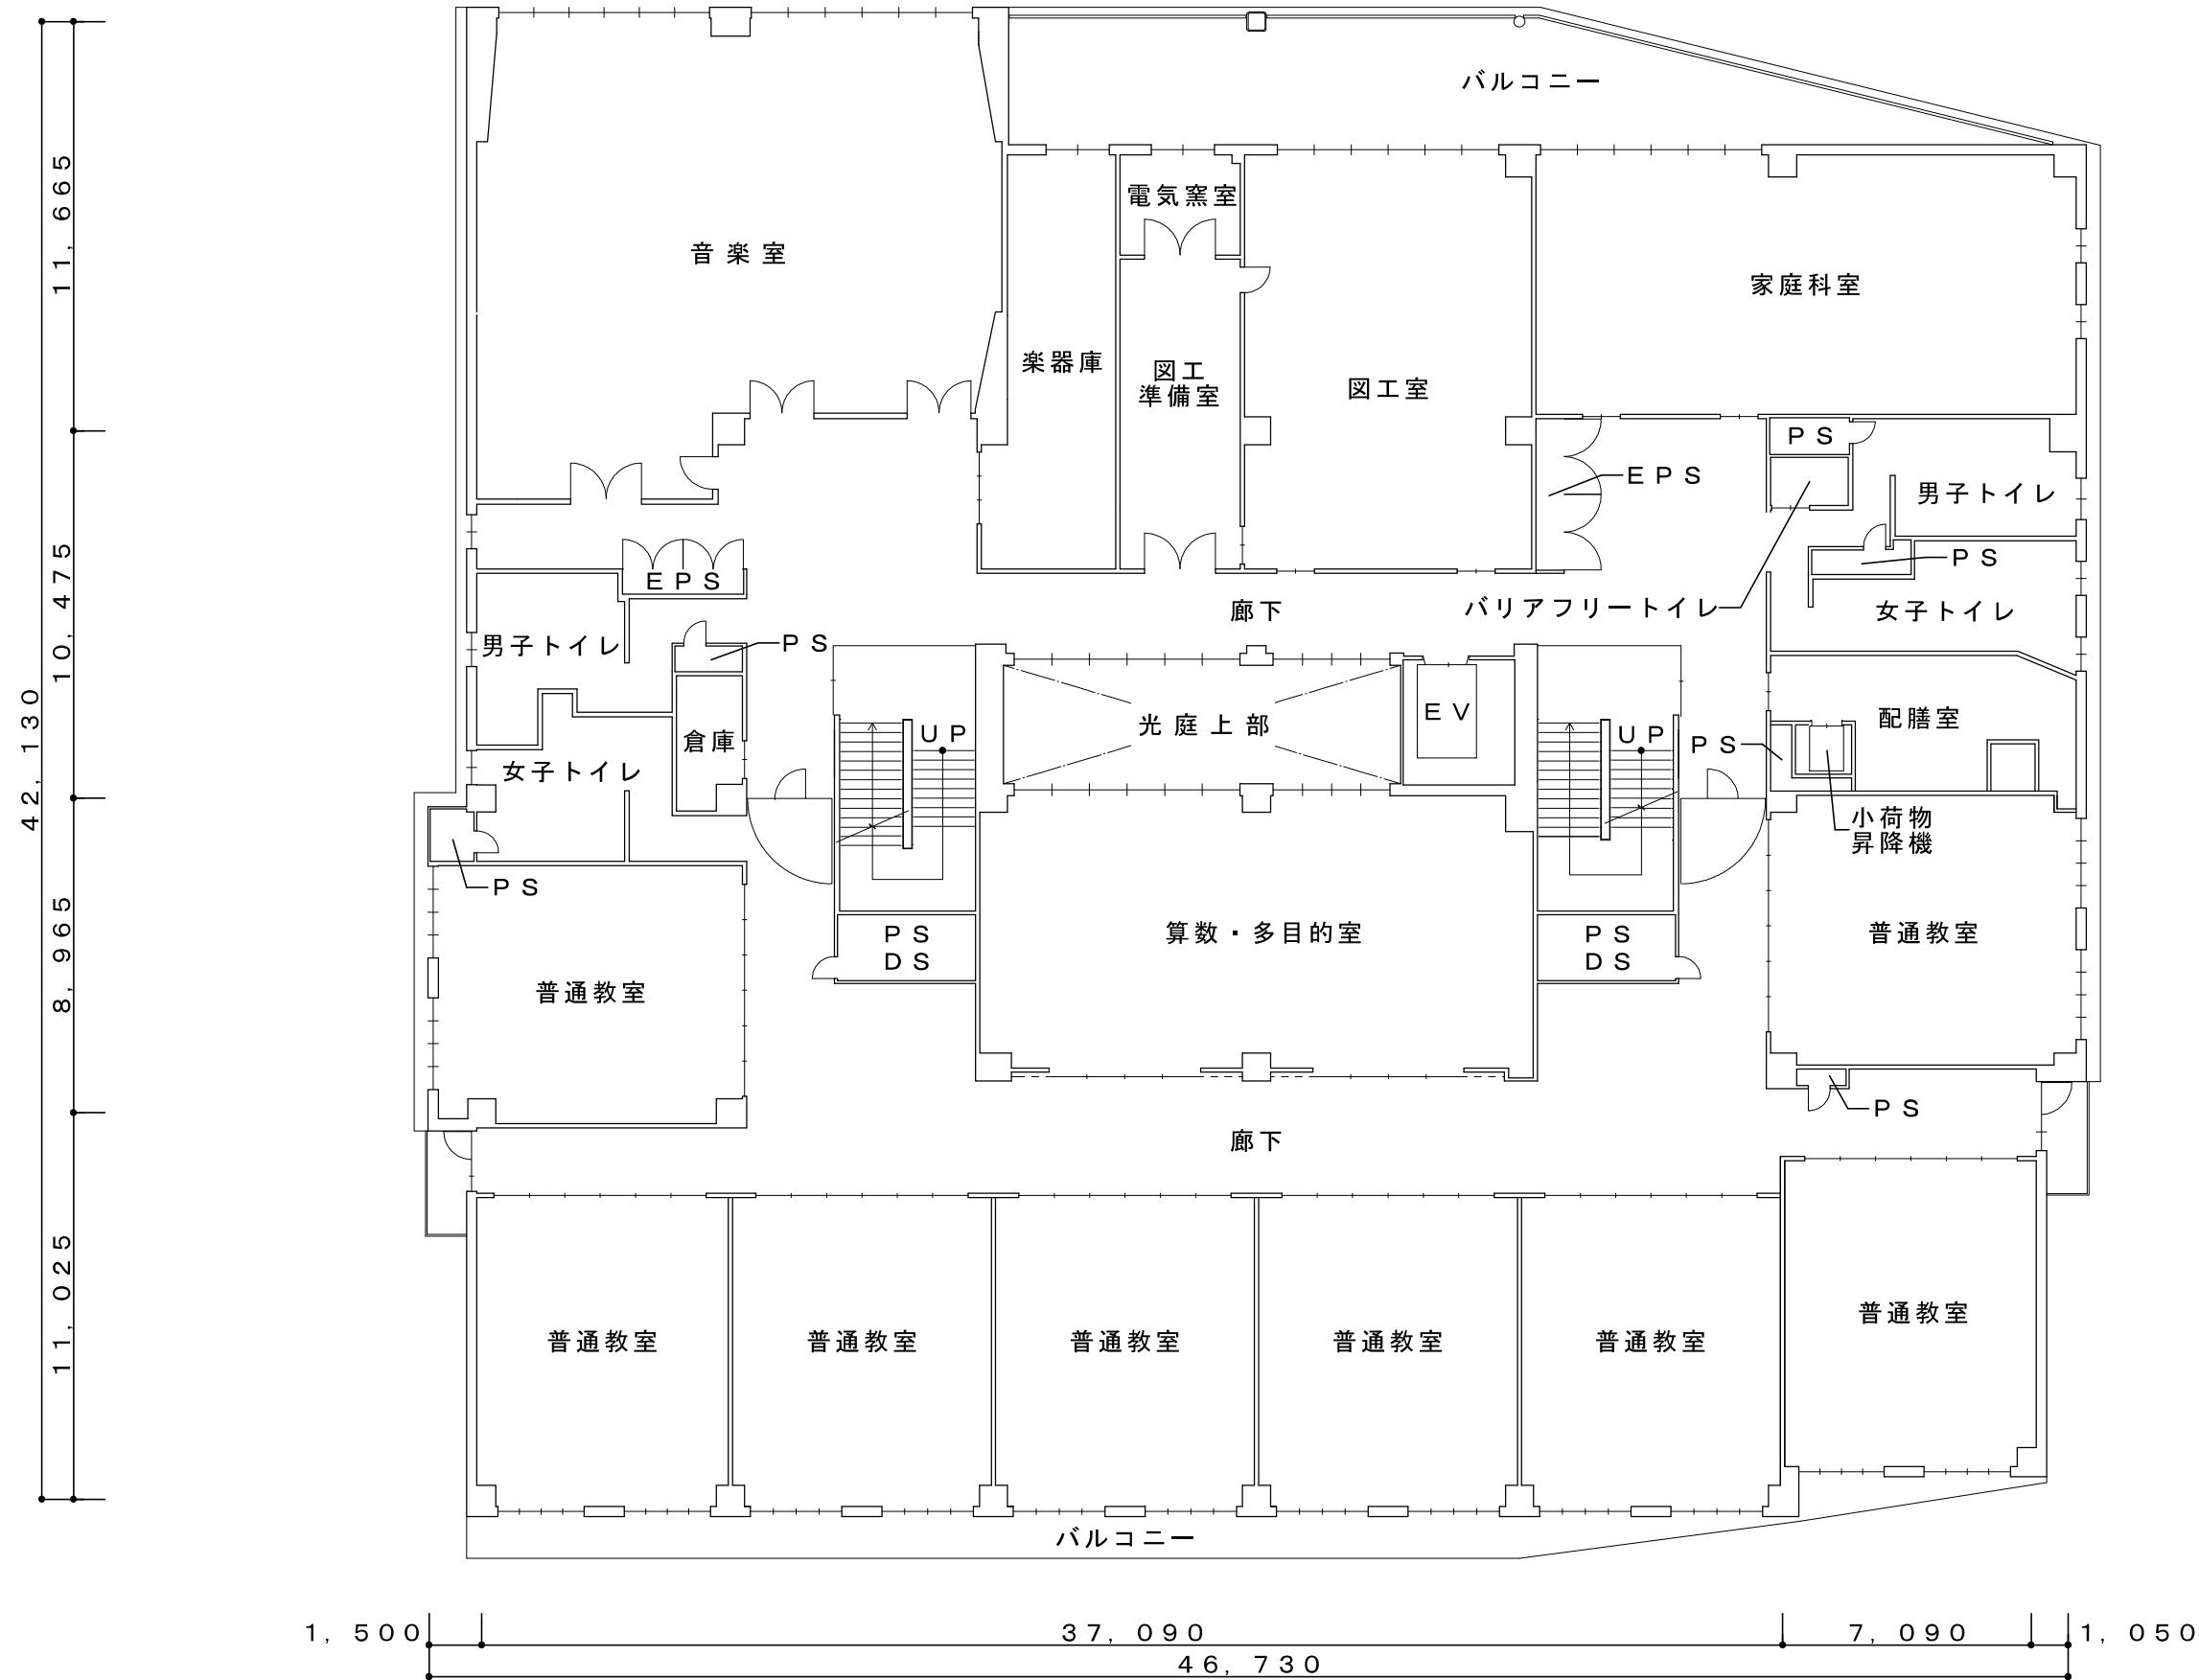 バルコニー
11,665
音楽室
電気窯室
家庭科室
楽器庫
図工
準備室
図工室
PS
EPS
男子トイレ
10,475
EPS
PS
バリアフリートイレ
廊下
女子トイレ
男子トイレ
PS
42,130
倉庫
UP
光庭上部
EV
UP
PS
配膳室
女子トイレ
小荷物
昇降機
PS
8,965
PS
DS
算数・多目的室
PS
DS
普通教室
普通教室
PS
廊下
11,025
普通教室
普通教室
普通教室
普通教室
普通教室
普通教室
バルコニー
1,500
37,090
7,090
1,050
46,730